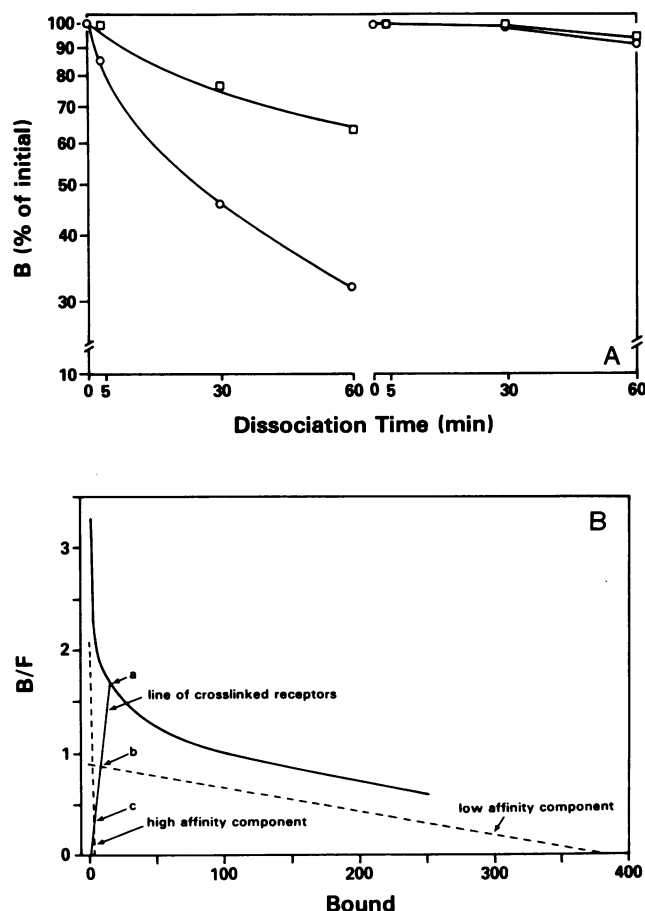 100
90
80
70
60
50
40
30
10
B (% of initial)
0 5 30 60 0 5 30 60
A
Dissociation Time (min)
B
3
2
1
0
B/F
a
line of crosslinked receptors
b
low affinity component
c
high affinity component
0 100 200 300 400
Bound